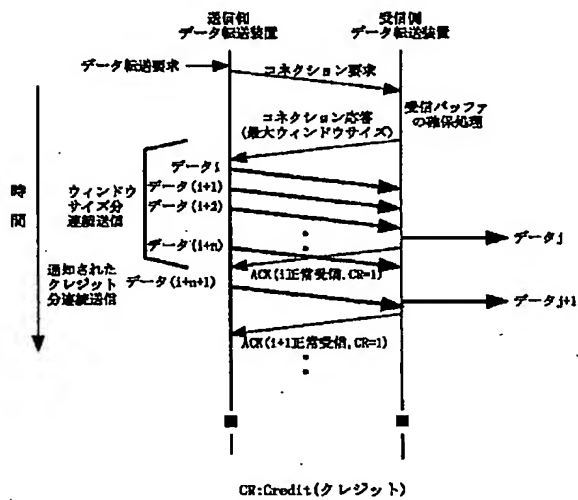 送信側
データ転送装置
受信側
データ転送装置
データ転送要求
コネクション要求
受信バッファ
の確保処理
コネクション応答
(最大ウィンドウサイズ)
データi
データ(i+1)
データ(i+2)
データ(i+n)
ウィンドウ
サイズ分
連続送信
時
間
データj
ACK(i正常受信,CR=1)
通知された
クレジット
分連続送信
データ(i+n+1)
データj+1
ACK(i+1正常受信,CR=1)
CR:Credit(クレジット)